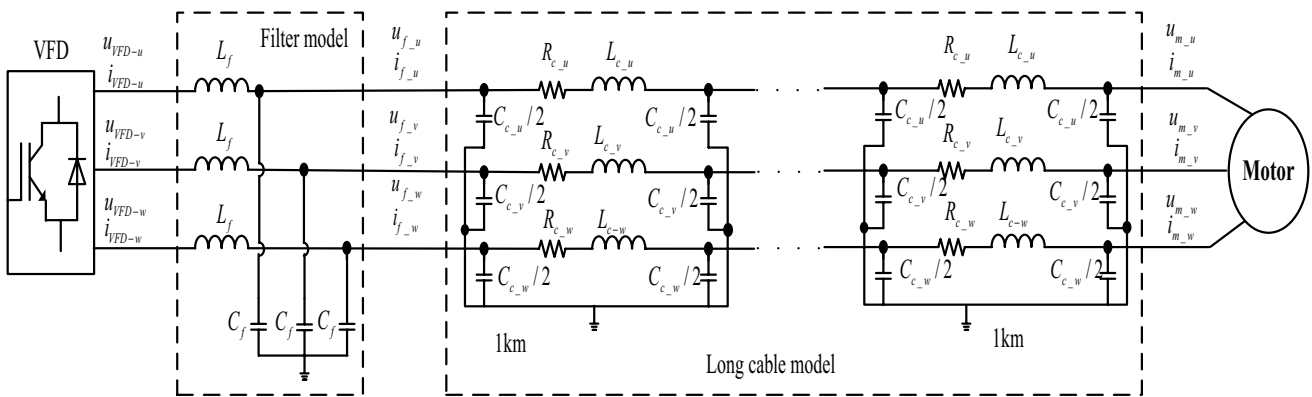 VFD
u_VFD-u
i_VFD-u
L_f
Filter model
u_f_u
i_f_u
R_c_u
L_c_u
C_c_u/2
C_c_u/2
. . . .
R_c_u
L_c_u
C_c_u/2
C_c_u/2
u_m_u
i_m_u
u_VFD-v
i_VFD-v
L_f
u_f_v
i_f_v
R_c_v
L_c_v
C_c_v/2
C_c_v/2
. . . .
R_c_v
L_c_v
C_c_v/2
C_c_v/2
u_m_v
i_m_v
Motor
u_VFD-w
i_VFD-w
L_f
u_f_w
i_f_w
R_c_w
L_c-w
C_c_w/2
C_c_w/2
. . . .
R_c_w
L_c-w
C_c_w/2
C_c_w/2
u_m_w
i_m_w
C_f
C_f
C_f
1km
1km
Long cable model